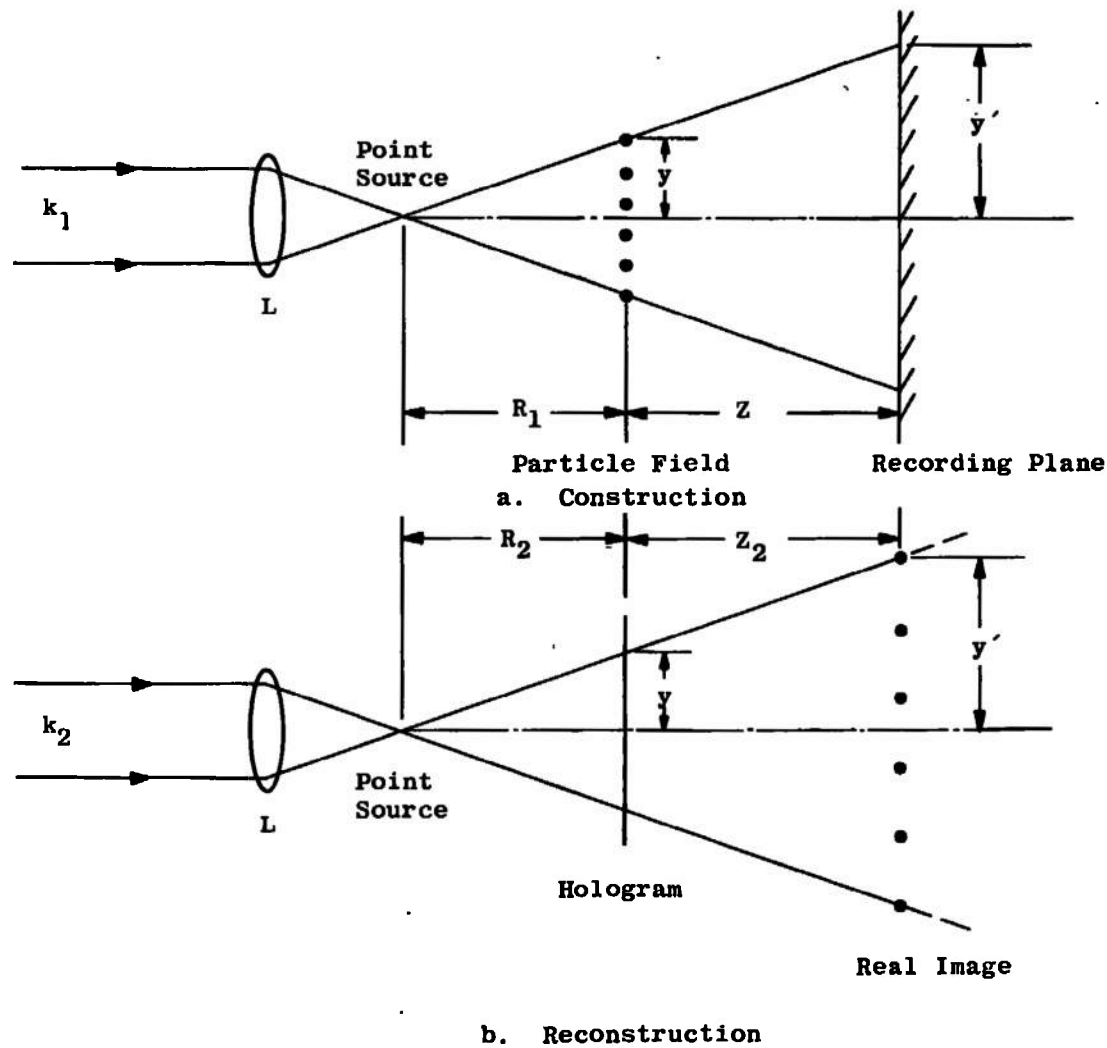 Point
Source
k1
L
y
y′
R1
Z
Particle Field
Recording Plane
a. Construction
R2
Z2
k2
L
y
y′
Point
Source
Hologram
Real Image
b. Reconstruction